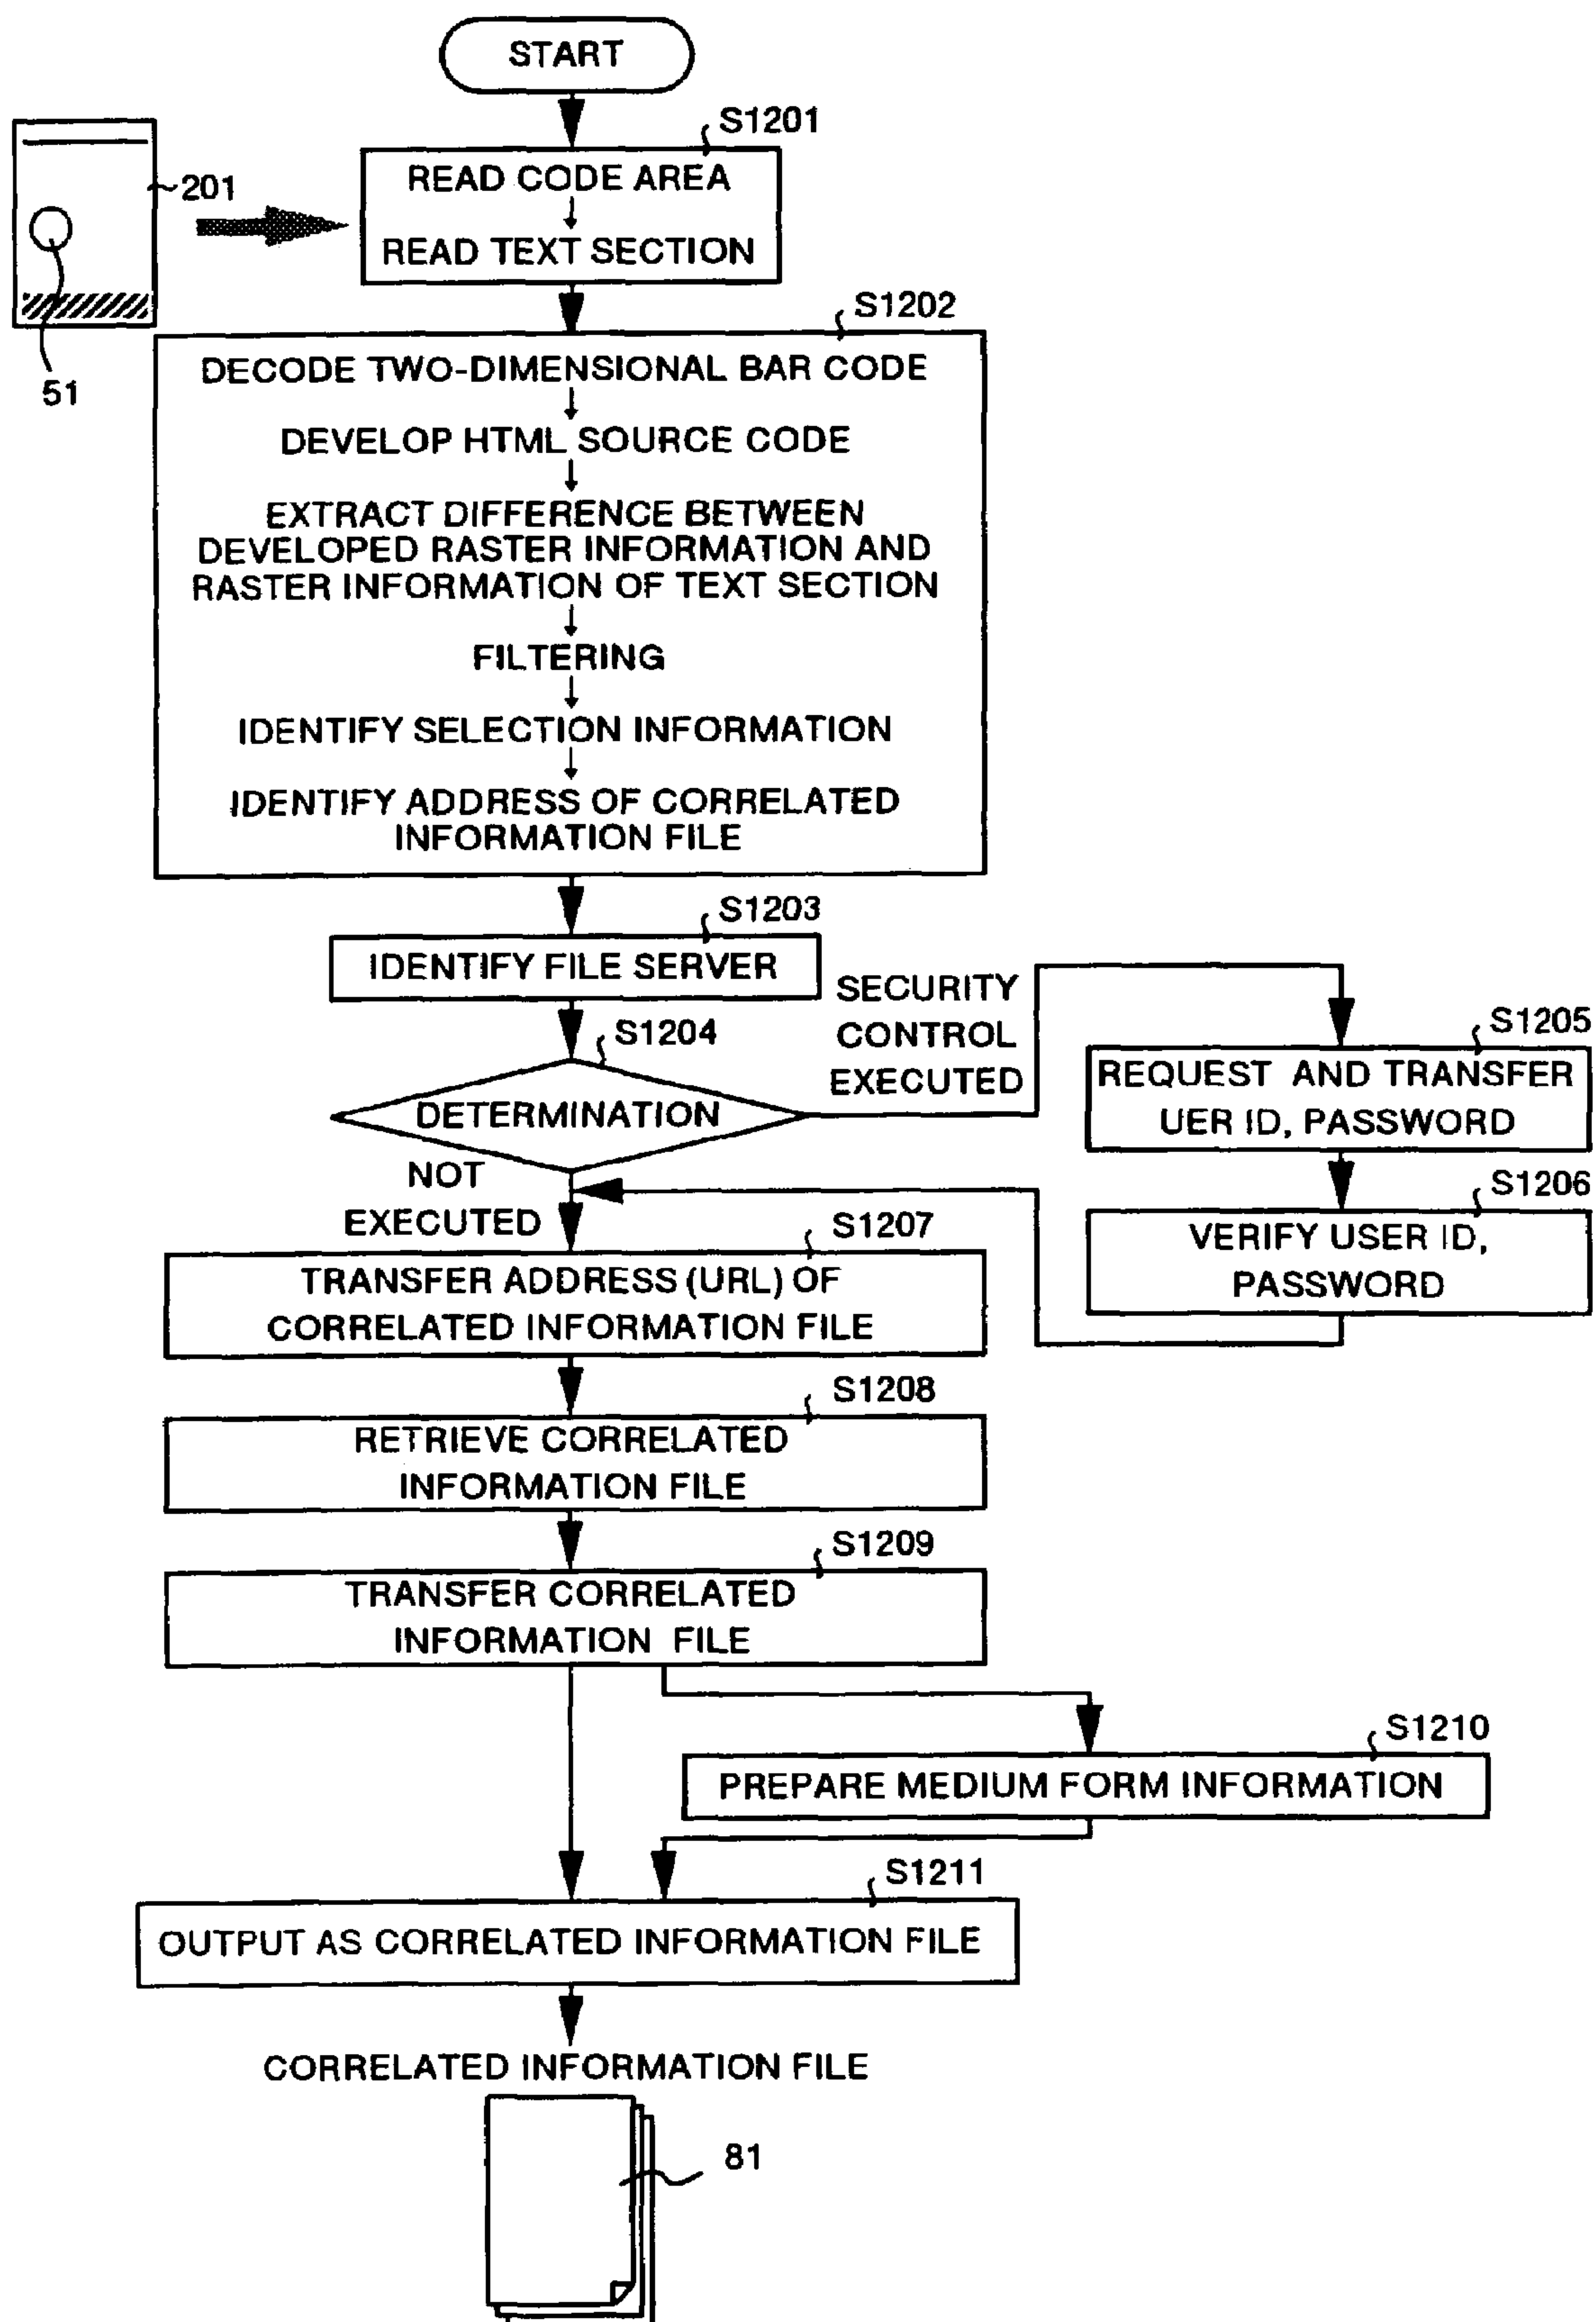 START
S1201
READ CODE AREA
READ TEXT SECTION
201
51
S1202
DECODE TWO-DIMENSIONAL BAR CODE
DEVELOP HTML SOURCE CODE
EXTRACT DIFFERENCE BETWEEN
DEVELOPED RASTER INFORMATION AND
RASTER INFORMATION OF TEXT SECTION
FILTERING
IDENTIFY SELECTION INFORMATION
IDENTIFY ADDRESS OF CORRELATED
INFORMATION FILE
S1203
IDENTIFY FILE SERVER
S1204
DETERMINATION
SECURITY
CONTROL
EXECUTED
S1205
REQUEST AND TRANSFER
UER ID, PASSWORD
S1206
VERIFY USER ID,
PASSWORD
NOT
EXECUTED
S1207
TRANSFER ADDRESS (URL) OF
CORRELATED INFORMATION FILE
S1208
RETRIEVE CORRELATED
INFORMATION FILE
S1209
TRANSFER CORRELATED
INFORMATION FILE
S1210
PREPARE MEDIUM FORM INFORMATION
S1211
OUTPUT AS CORRELATED INFORMATION FILE
CORRELATED INFORMATION FILE
81